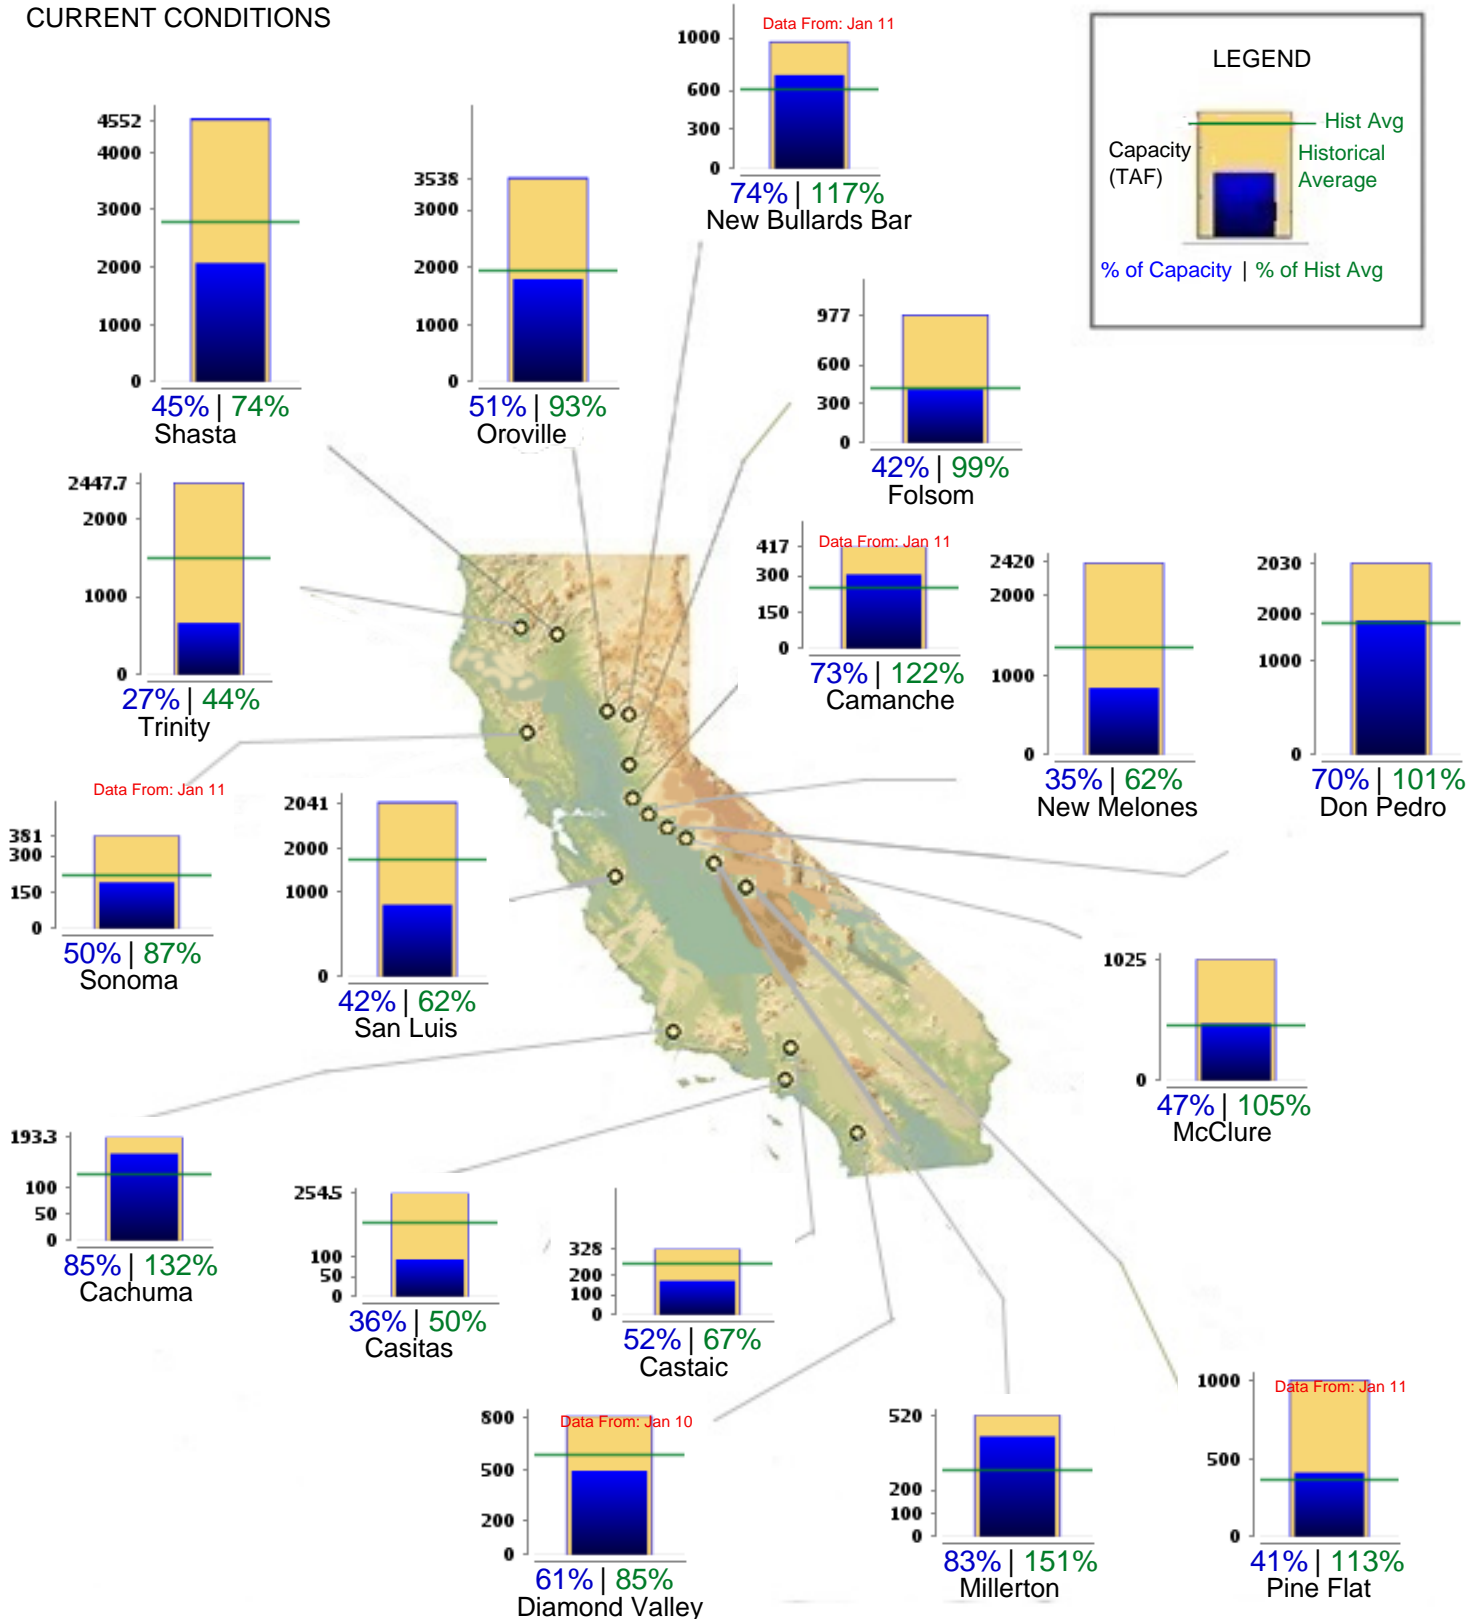 CURRENT CONDITIONS
Data From: Jan 11
1000
600
300
0
74% | 117%
New Bullards Bar
LEGEND
Hist Avg
Capacity
(TAF)
Historical
Average
% of Capacity | % of Hist Avg
4552
4000
3000
2000
1000
0
45% | 74%
Shasta
3538
3000
2000
1000
0
51% | 93%
Oroville
977
600
300
0
42% | 99%
Folsom
2447.7
2000
1000
0
27% | 44%
Trinity
Data From: Jan 11
417
300
150
0
73% | 122%
Camanche
2420
2000
1000
0
35% | 62%
New Melones
2030
2000
1000
0
70% | 101%
Don Pedro
Data From: Jan 11
381
300
150
0
50% | 87%
Sonoma
2041
2000
1000
0
42% | 62%
San Luis
1025
0
47% | 105%
McClure
193.3
100
50
0
85% | 132%
Cachuma
254.5
100
50
0
36% | 50%
Casitas
328
200
100
0
52% | 67%
Castaic
Data From: Jan 10
800
500
200
0
61% | 85%
Diamond Valley
520
200
100
0
83% | 151%
Millerton
Data From: Jan 11
1000
500
0
41% | 113%
Pine Flat